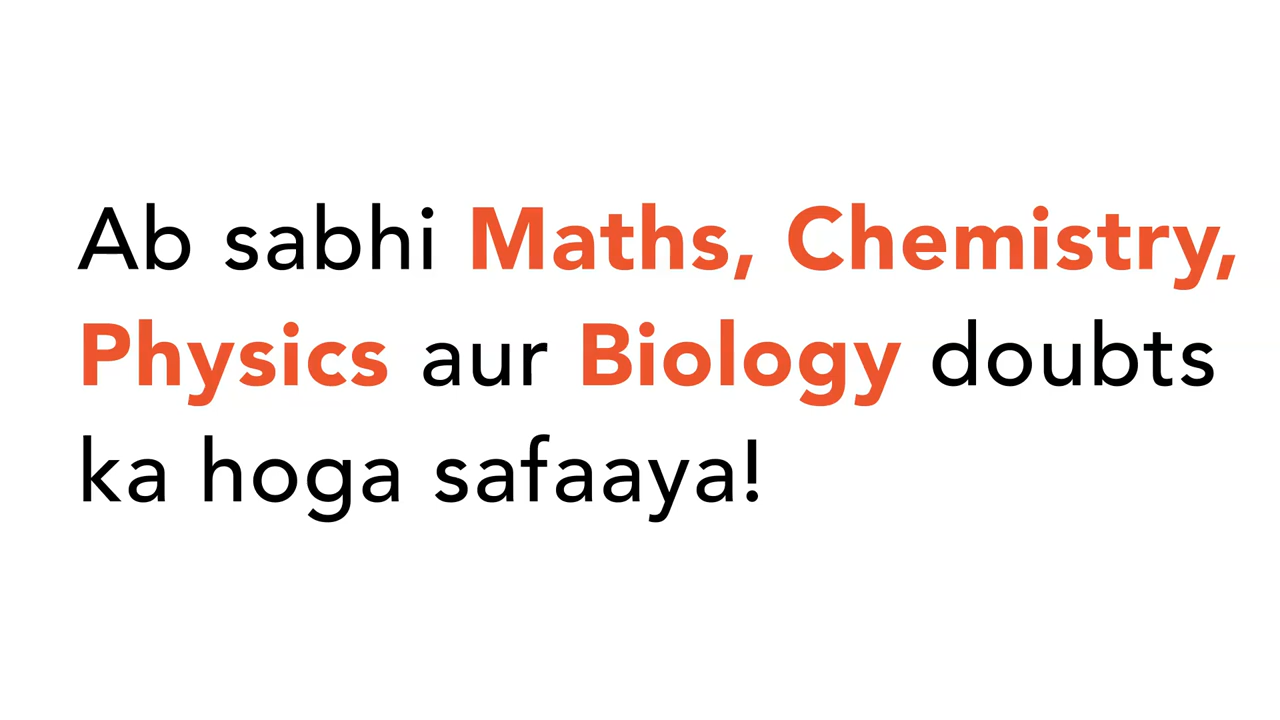 Ab sabhi Maths, Chemistry,
Physics aur Biology doubts
ka hoga safaaya!